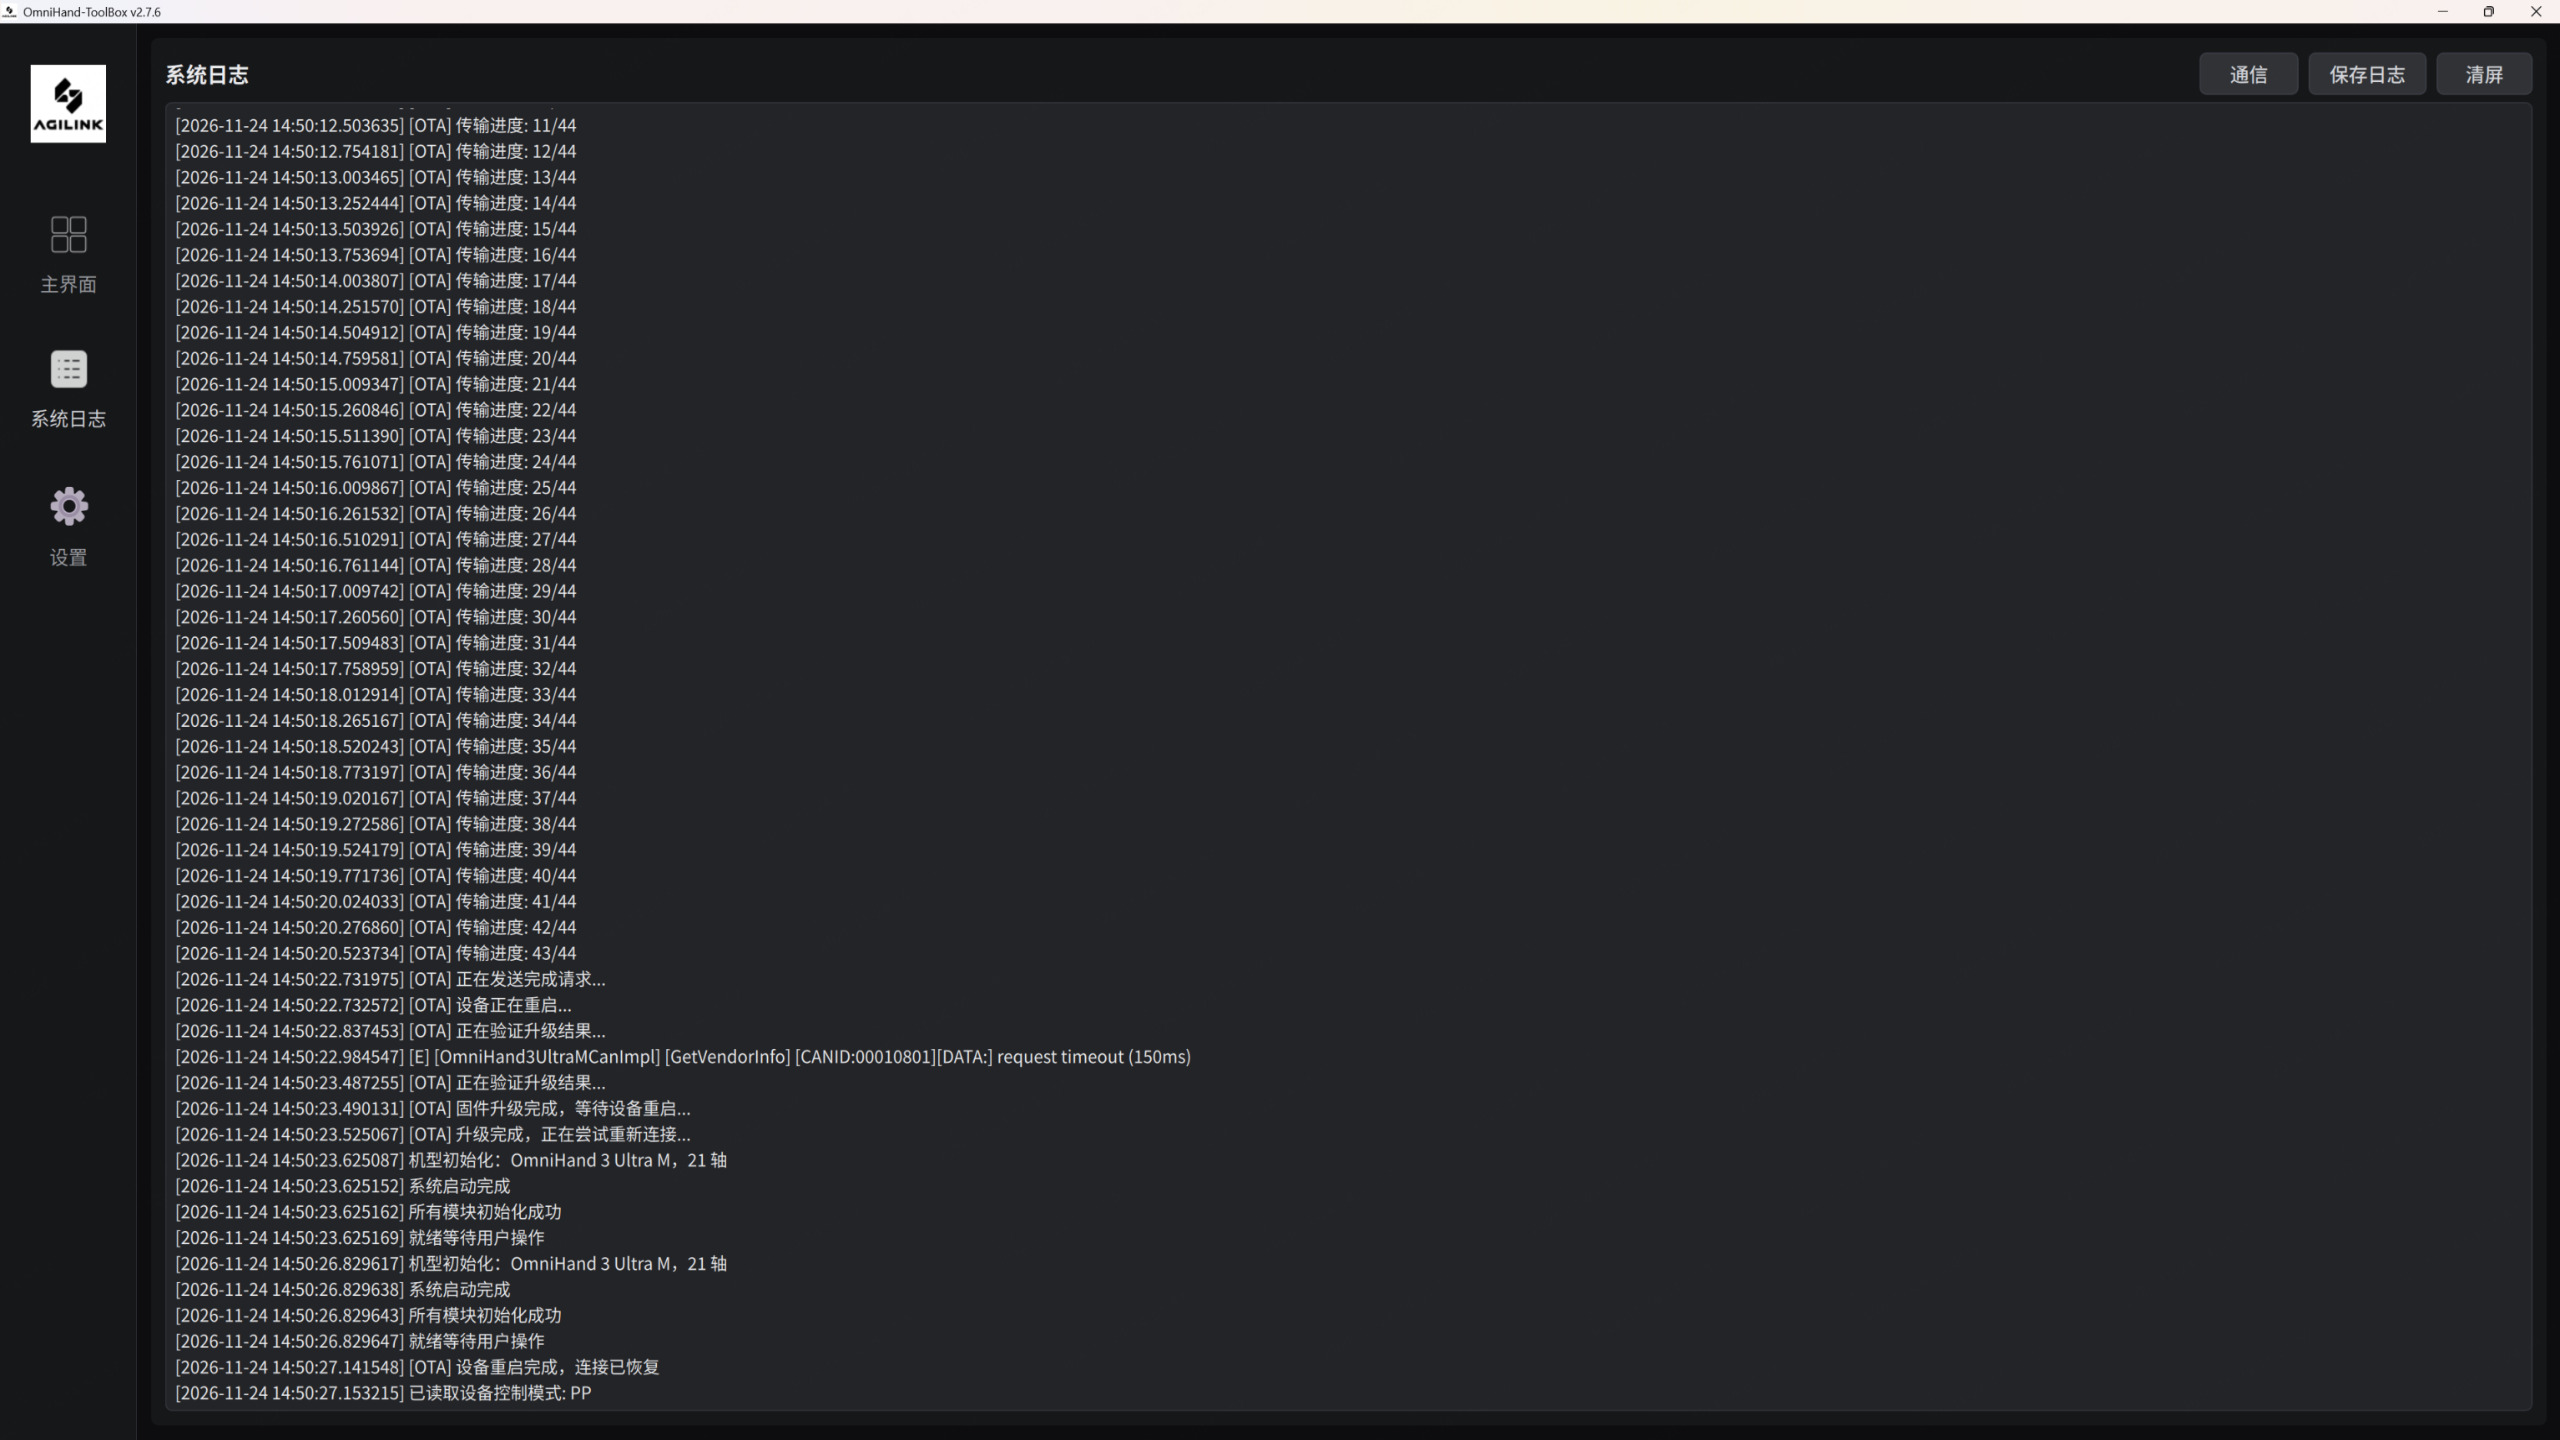 OmniHand-ToolBox v2.7.6
AGILINK
主界面
系统日志
设置
系统日志
通信
保存日志
清屏
[2026-11-24 14:50:12.503635] [OTA] 传输进度: 11/44
[2026-11-24 14:50:12.754181] [OTA] 传输进度: 12/44
[2026-11-24 14:50:13.003465] [OTA] 传输进度: 13/44
[2026-11-24 14:50:13.252444] [OTA] 传输进度: 14/44
[2026-11-24 14:50:13.503926] [OTA] 传输进度: 15/44
[2026-11-24 14:50:13.753694] [OTA] 传输进度: 16/44
[2026-11-24 14:50:14.003807] [OTA] 传输进度: 17/44
[2026-11-24 14:50:14.251570] [OTA] 传输进度: 18/44
[2026-11-24 14:50:14.504912] [OTA] 传输进度: 19/44
[2026-11-24 14:50:14.759581] [OTA] 传输进度: 20/44
[2026-11-24 14:50:15.009347] [OTA] 传输进度: 21/44
[2026-11-24 14:50:15.260846] [OTA] 传输进度: 22/44
[2026-11-24 14:50:15.511390] [OTA] 传输进度: 23/44
[2026-11-24 14:50:15.761071] [OTA] 传输进度: 24/44
[2026-11-24 14:50:16.009867] [OTA] 传输进度: 25/44
[2026-11-24 14:50:16.261532] [OTA] 传输进度: 26/44
[2026-11-24 14:50:16.510291] [OTA] 传输进度: 27/44
[2026-11-24 14:50:16.761144] [OTA] 传输进度: 28/44
[2026-11-24 14:50:17.009742] [OTA] 传输进度: 29/44
[2026-11-24 14:50:17.260560] [OTA] 传输进度: 30/44
[2026-11-24 14:50:17.509483] [OTA] 传输进度: 31/44
[2026-11-24 14:50:17.758959] [OTA] 传输进度: 32/44
[2026-11-24 14:50:18.012914] [OTA] 传输进度: 33/44
[2026-11-24 14:50:18.265167] [OTA] 传输进度: 34/44
[2026-11-24 14:50:18.520243] [OTA] 传输进度: 35/44
[2026-11-24 14:50:18.773197] [OTA] 传输进度: 36/44
[2026-11-24 14:50:19.020167] [OTA] 传输进度: 37/44
[2026-11-24 14:50:19.272586] [OTA] 传输进度: 38/44
[2026-11-24 14:50:19.524179] [OTA] 传输进度: 39/44
[2026-11-24 14:50:19.771736] [OTA] 传输进度: 40/44
[2026-11-24 14:50:20.024033] [OTA] 传输进度: 41/44
[2026-11-24 14:50:20.276860] [OTA] 传输进度: 42/44
[2026-11-24 14:50:20.523734] [OTA] 传输进度: 43/44
[2026-11-24 14:50:22.731975] [OTA] 正在发送完成请求...
[2026-11-24 14:50:22.732572] [OTA] 设备正在重启...
[2026-11-24 14:50:22.837453] [OTA] 正在验证升级结果...
[2026-11-24 14:50:22.984547] [E] [OmniHand3UltraMCanImpl] [GetVendorInfo] [CANID:00010801][DATA:] request timeout (150ms)
[2026-11-24 14:50:23.487255] [OTA] 正在验证升级结果...
[2026-11-24 14:50:23.490131] [OTA] 固件升级完成，等待设备重启...
[2026-11-24 14:50:23.525067] [OTA] 升级完成，正在尝试重新连接...
[2026-11-24 14:50:23.625087] 机型初始化：OmniHand 3 Ultra M，21 轴
[2026-11-24 14:50:23.625152] 系统启动完成
[2026-11-24 14:50:23.625162] 所有模块初始化成功
[2026-11-24 14:50:23.625169] 就绪等待用户操作
[2026-11-24 14:50:26.829617] 机型初始化：OmniHand 3 Ultra M，21 轴
[2026-11-24 14:50:26.829638] 系统启动完成
[2026-11-24 14:50:26.829643] 所有模块初始化成功
[2026-11-24 14:50:26.829647] 就绪等待用户操作
[2026-11-24 14:50:27.141548] [OTA] 设备重启完成，连接已恢复
[2026-11-24 14:50:27.153215] 已读取设备控制模式: PP